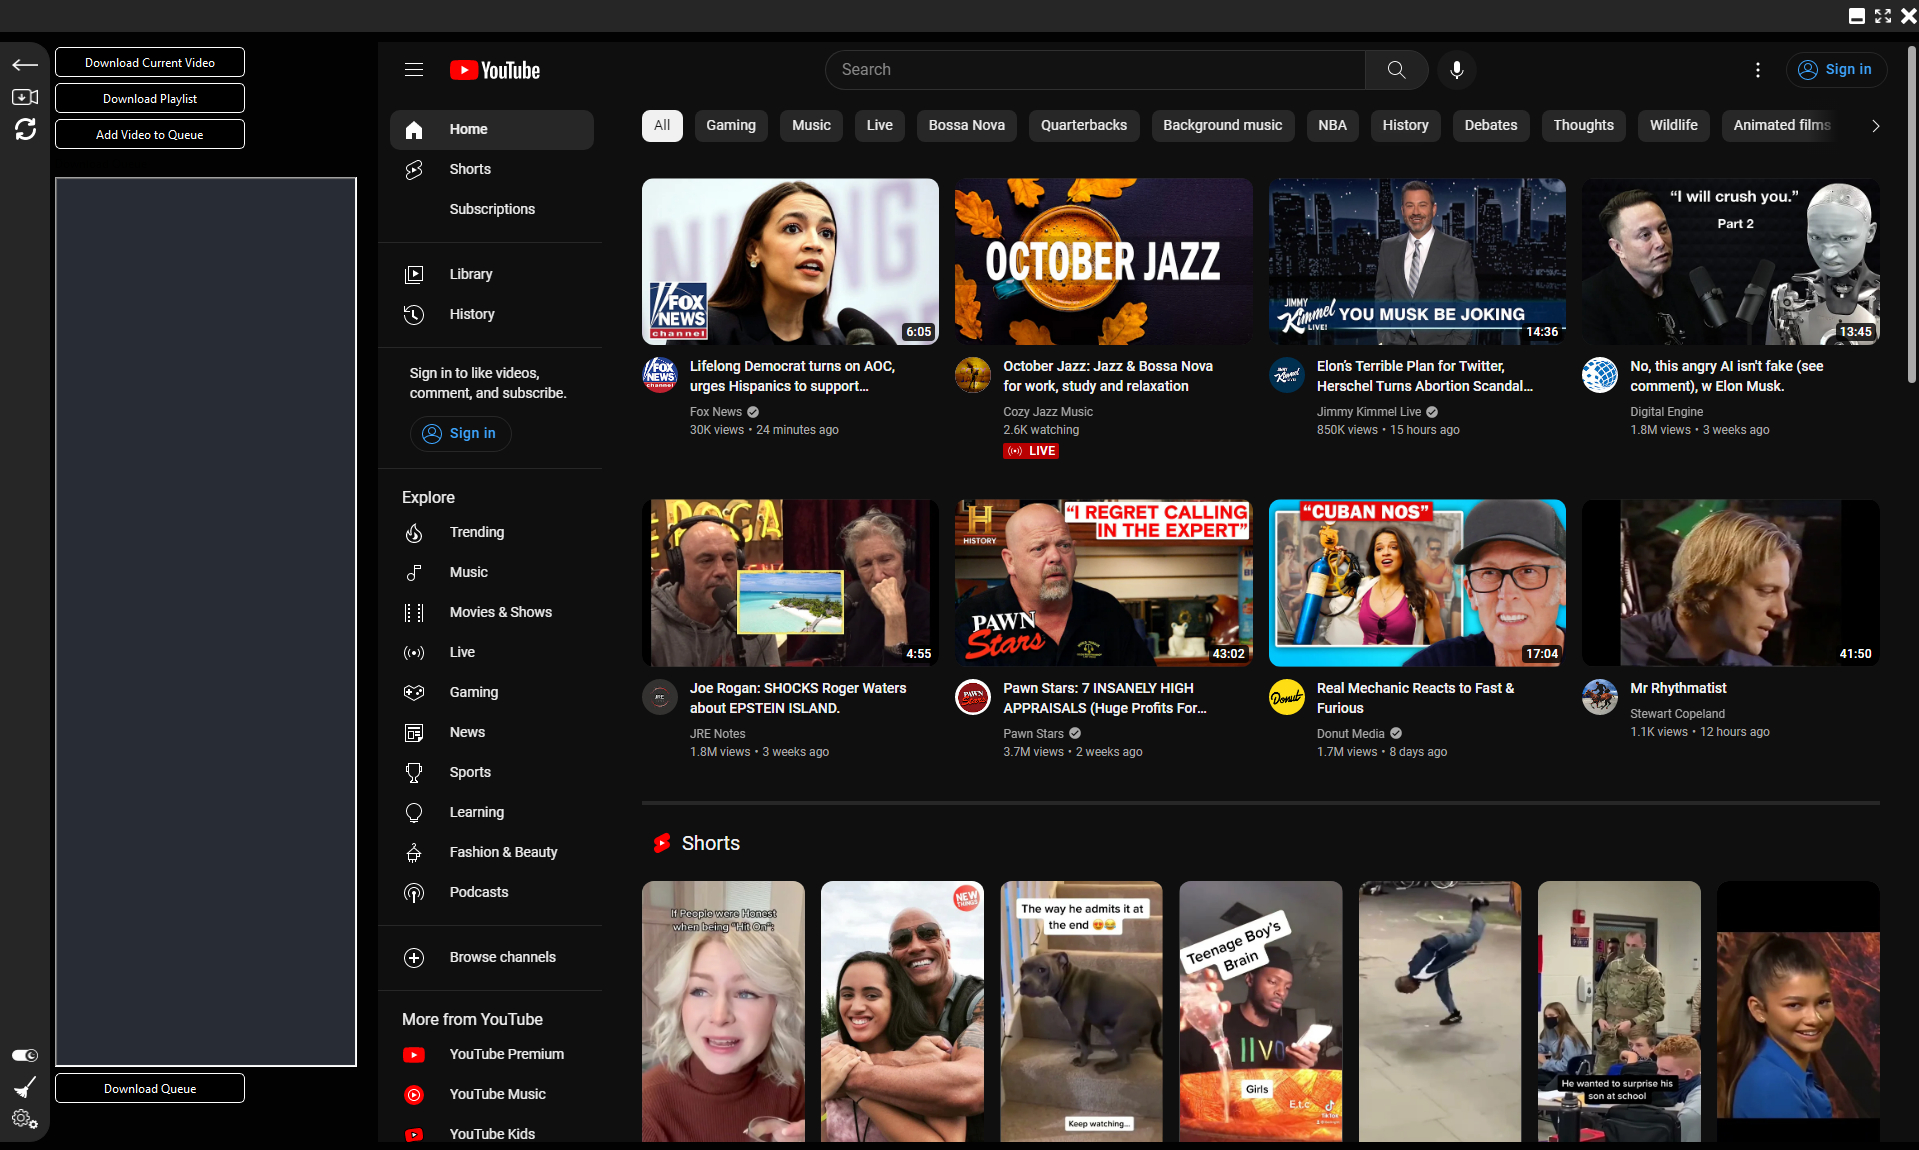 Download Current Video
Download Playlist
Add Video to Queue
Download Queue
YouTube
Search
Sign in
Home
Shorts
Subscriptions
Library
History
Sign in to like videos,
comment, and subscribe.
Sign in
Explore
Trending
Music
Movies & Shows
Live
Gaming
News
Sports
Learning
Fashion & Beauty
Podcasts
Browse channels
More from YouTube
YouTube Premium
YouTube Music
YouTube Kids
All
Gaming
Music
Live
Bossa Nova
Quarterbacks
Background music
NBA
History
Debates
Thoughts
Wildlife
Animated films
FOX
NEWS
channel
6:05
Lifelong Democrat turns on AOC,
urges Hispanics to support...
Fox News
30K views • 24 minutes ago
OCTOBER JAZZ
October Jazz: Jazz & Bossa Nova
for work, study and relaxation
Cozy Jazz Music
2.6K watching
LIVE
JIMMY
Kimmel
LIVE!
YOU MUSK BE JOKING
14:36
Elon's Terrible Plan for Twitter,
Herschel Turns Abortion Scandal...
Jimmy Kimmel Live
850K views • 15 hours ago
“I will crush you.”
Part 2
13:45
No, this angry AI isn't fake (see
comment), w Elon Musk.
Digital Engine
1.8M views • 3 weeks ago
4:55
Joe Rogan: SHOCKS Roger Waters
about EPSTEIN ISLAND.
JRE Notes
1.8M views • 3 weeks ago
H
HISTORY
“I REGRET CALLING
IN THE EXPERT”
PAWN
Stars
43:02
Pawn Stars: 7 INSANELY HIGH
APPRAISALS (Huge Profits For...
Pawn Stars
3.7M views • 2 weeks ago
“CUBAN NOS”
17:04
Donut
Real Mechanic Reacts to Fast &
Furious
Donut Media
1.7M views • 8 days ago
41:50
Mr Rhythmatist
Stewart Copeland
1.1K views • 12 hours ago
Shorts
If People were Honest
when being "Hit On":
NEW
THINGS
The way he admits it at
the end 😍😂
Keep watching...
Teenage Boy's
Brain
Girls
E.t.c
TikTok
He wanted to surprise his
son at school